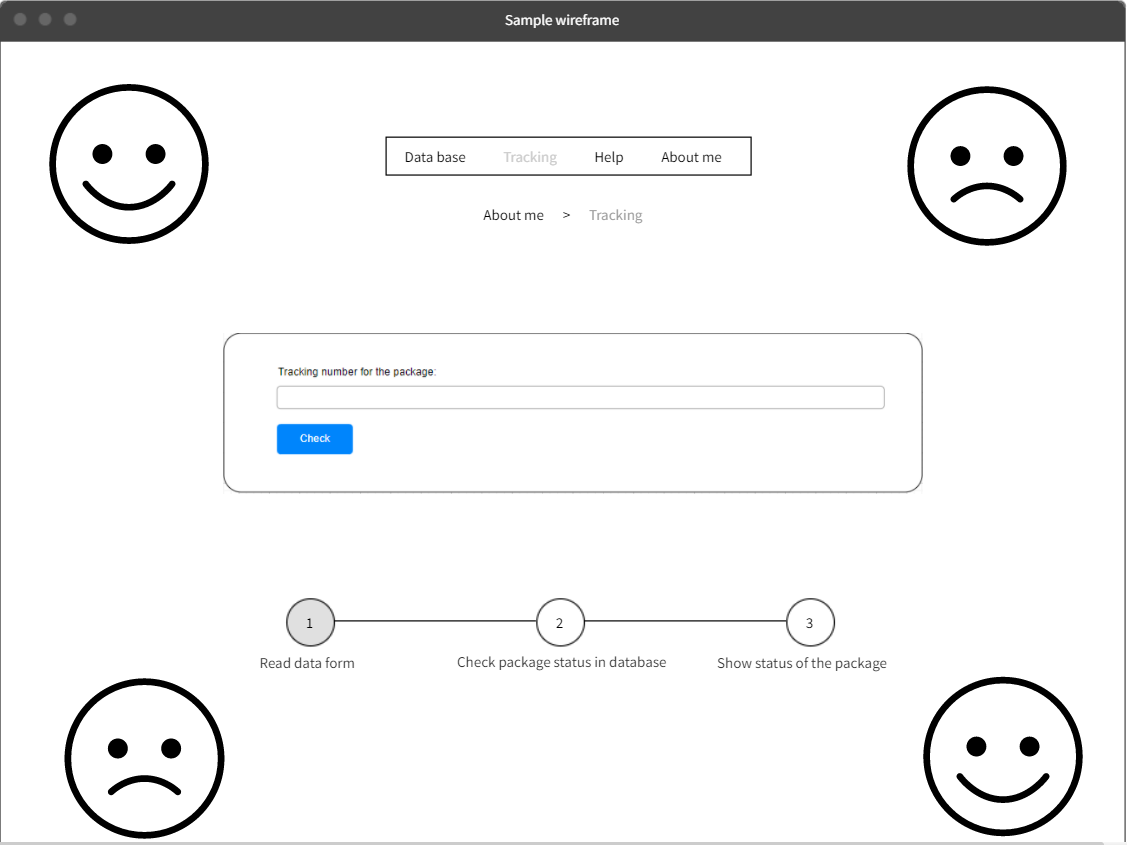 Sample wireframe
Data base Tracking Help About me
About me > Tracking
Tracking number for the package:
Check
1 2 3
Read data form Check package status in database Show status of the package